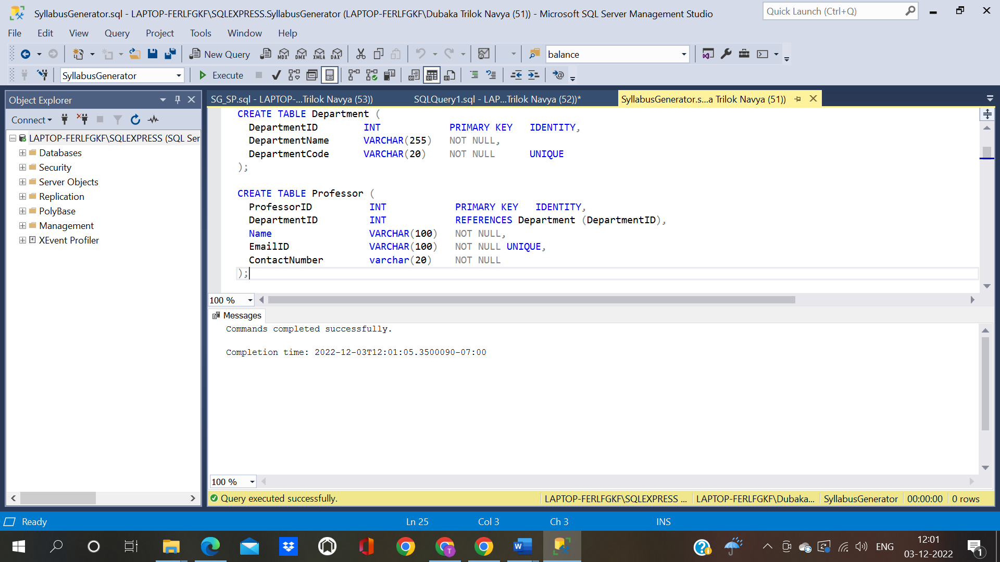 SyllabusGenerator.sql - LAPTOP-FERLFGKF\SQLEXPRESS.SyllabusGenerator (LAPTOP-FERLFGKF\Dubaka Trilok Navya (51)) - Microsoft SQL Server Management Studio
Quick Launch (Ctrl+Q)
File Edit View Query Project Tools Window Help
New Query MDX DMX XMLA DAX balance
SyllabusGenerator Execute
Object Explorer
SG_SP.sql - LAPTOP-...Trilok Navya (53))
SQLQuery1.sql - LAP...Trilok Navya (52))*
SyllabusGenerator.s...a Trilok Navya (51))
Connect
LAPTOP-FERLFGKF\SQLEXPRESS (SQL Ser
Databases
Security
Server Objects
Replication
PolyBase
Management
XEvent Profiler
CREATE TABLE Department (
DepartmentID INT PRIMARY KEY IDENTITY,
DepartmentName VARCHAR(255) NOT NULL,
DepartmentCode VARCHAR(20) NOT NULL UNIQUE
);
CREATE TABLE Professor (
ProfessorID INT PRIMARY KEY IDENTITY,
DepartmentID INT REFERENCES Department (DepartmentID),
Name VARCHAR(100) NOT NULL,
EmailID VARCHAR(100) NOT NULL UNIQUE,
ContactNumber varchar(20) NOT NULL
);
100 %
Messages
Commands completed successfully.
Completion time: 2022-12-03T12:01:05.3500090-07:00
100 %
Query executed successfully. LAPTOP-FERLFGKF\SQLEXPRESS ... LAPTOP-FERLFGKF\Dubaka... SyllabusGenerator 00:00:00 0 rows
Ready Ln 25 Col 3 Ch 3 INS
W T ENG 12:01
03-12-2022
1